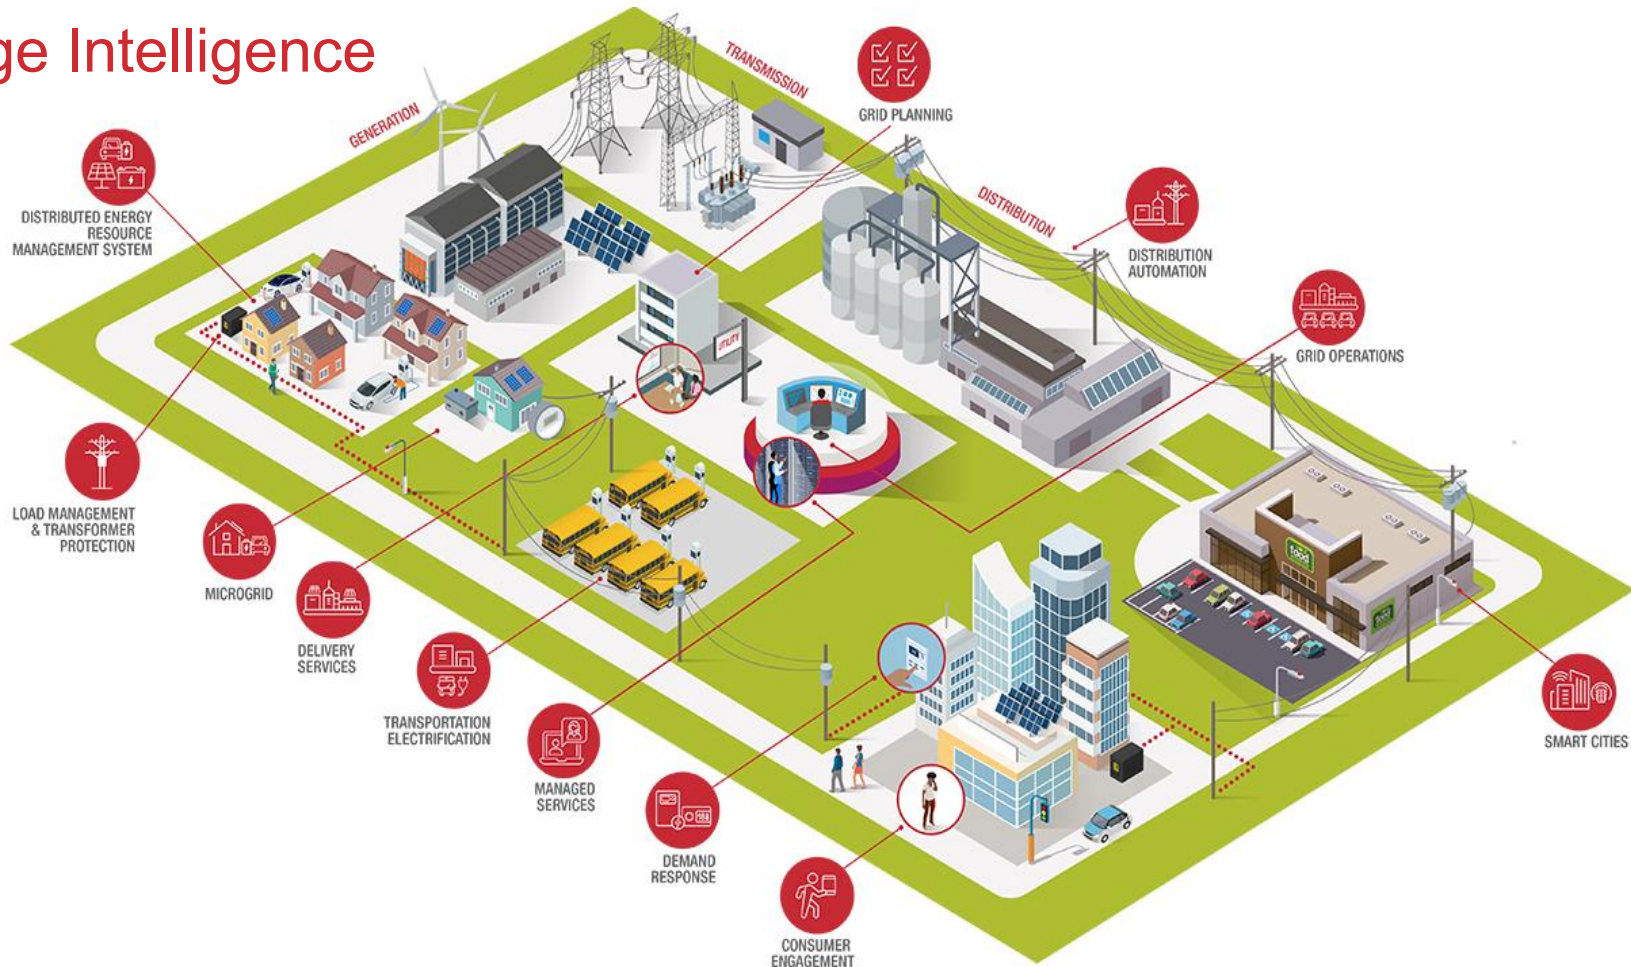 ge Intelligence
GENERATION
TRANSMISSION
GRID PLANNING
DISTRIBUTION
DISTRIBUTED ENERGY
RESOURCE
MANAGEMENT SYSTEM
DISTRIBUTION
AUTOMATION
GRID OPERATIONS
UTILITY
LOAD MANAGEMENT
& TRANSFORMER
PROTECTION
MICROGRID
DELIVERY
SERVICES
TRANSPORTATION
ELECTRIFICATION
MANAGED
SERVICES
DEMAND
RESPONSE
CONSUMER
ENGAGEMENT
food
food
SMART CITIES